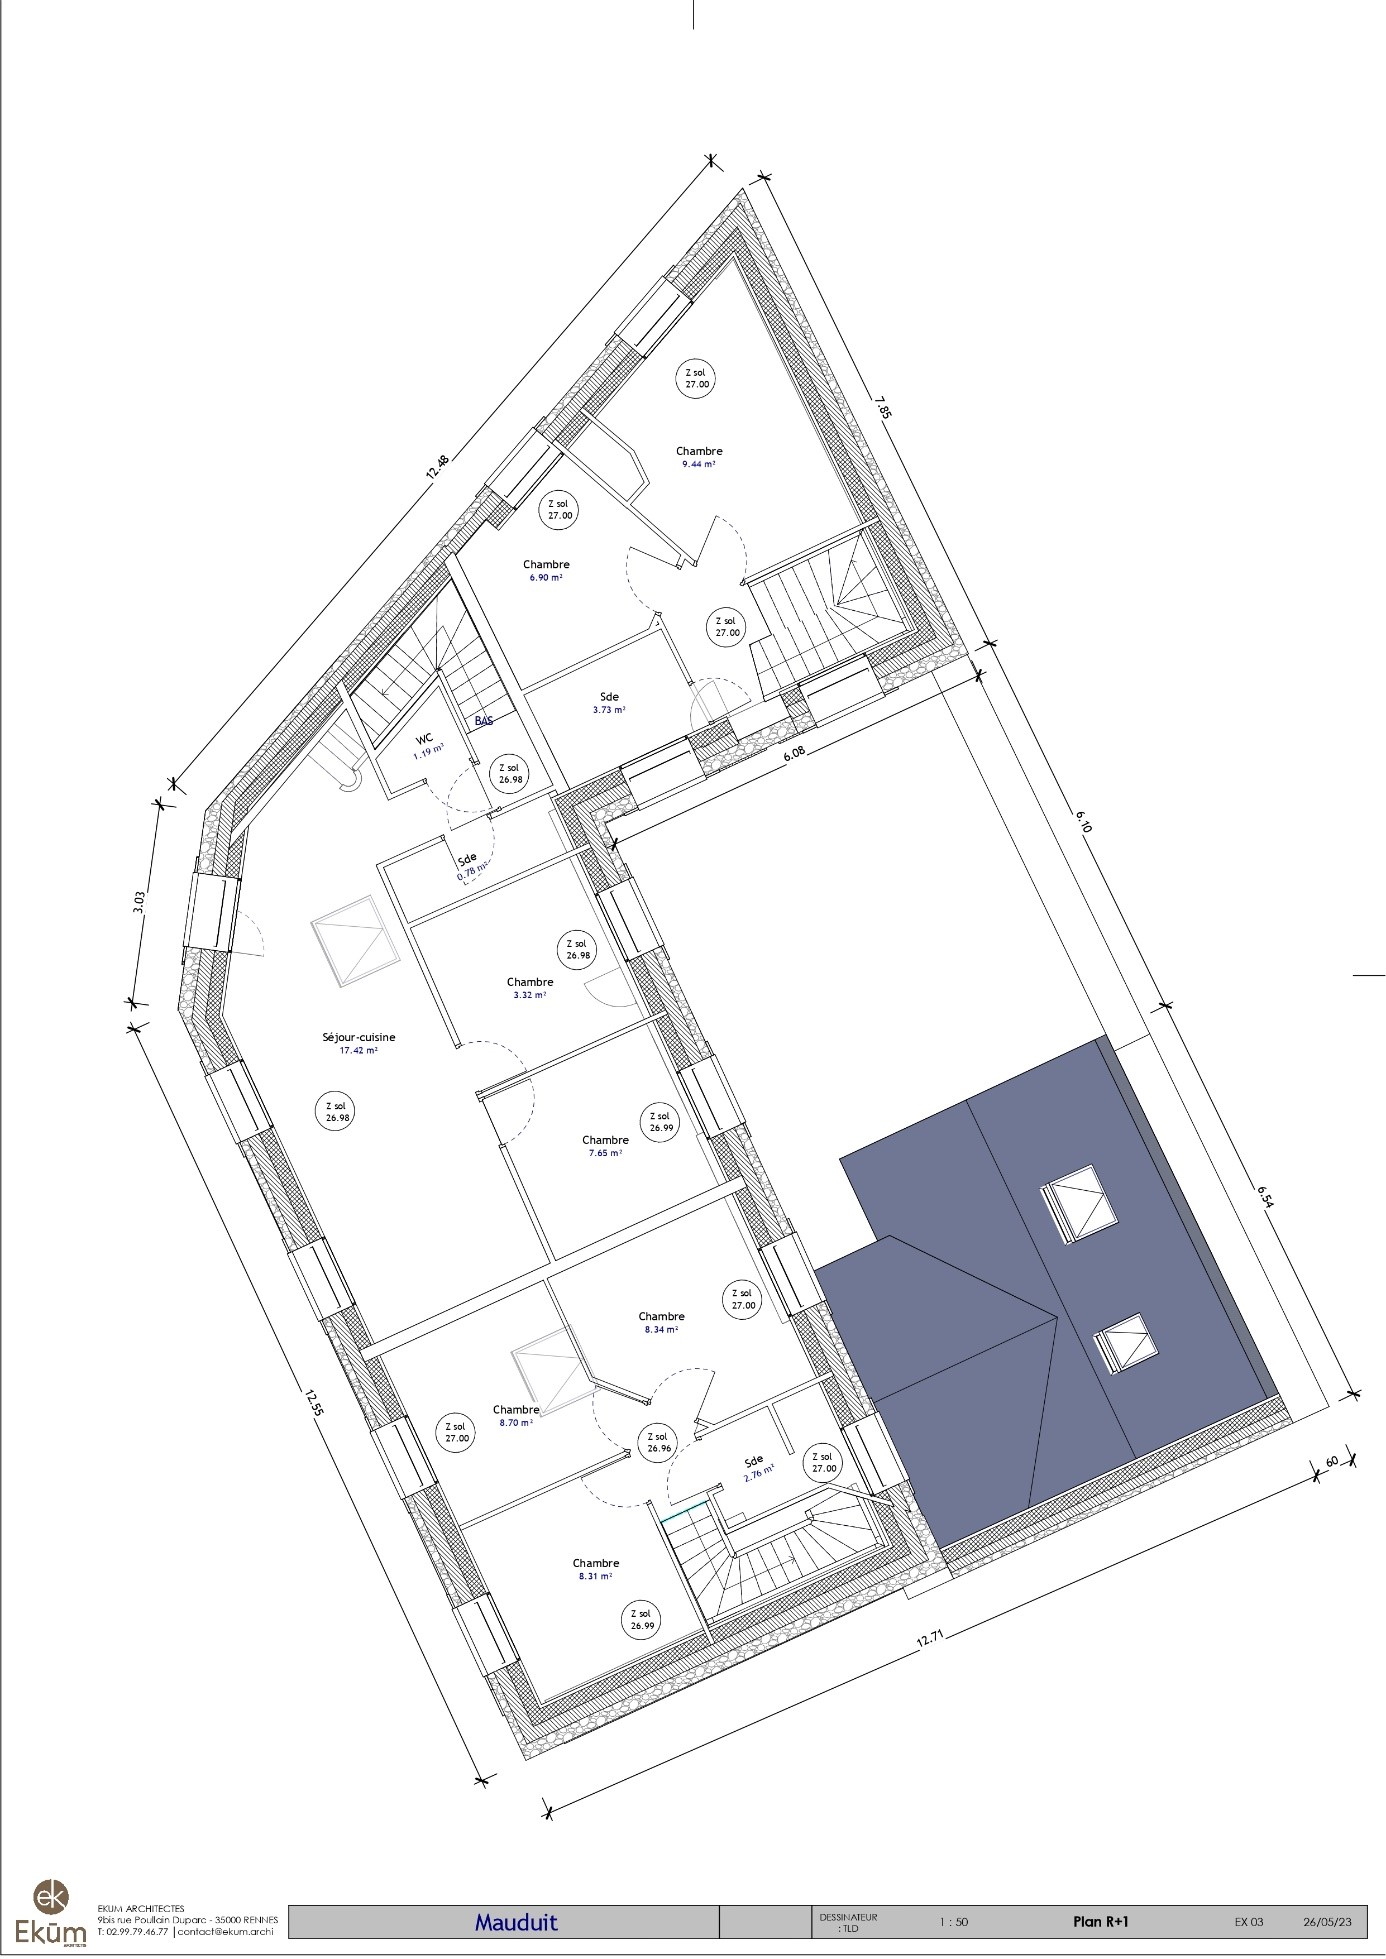 12.48
7.85
Z sol
27.00
Chambre
9.44 m²
Z sol
27.00
Chambre
6.90 m²
Z sol
27.00
Sde
3.73 m²
BAS
WC
1.19 m²
Z sol
26.98
6.08
6.10
3.03
Sde
0.78 m²
Z sol
26.98
Chambre
3.32 m²
Séjour-cuisine
17.42 m²
Z sol
26.98
Z sol
26.99
Chambre
7.65 m²
6.54
Z sol
27.00
Chambre
8.34 m²
12.55
Chambre
8.70 m²
Z sol
27.00
Z sol
26.96
Sde
2.76 m²
Z sol
27.00
60
Chambre
8.31 m²
Z sol
26.99
12.71
ek
Ekūm
ARCHITECTES
EKUM ARCHITECTES
9bis rue Poullain Duparc - 35000 RENNES
T: 02.99.79.46.77 | contact@ekum.archi
Mauduit
DESSINATEUR
: TLD
1 : 50
Plan R+1
EX 03
26/05/23